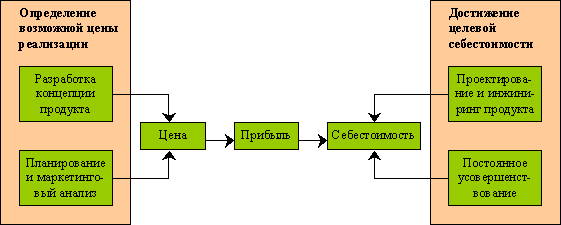 Определение
возможной цены
реализации
Разработка
концепции
продукта
Планирование
и маркетинго-
вый анализ
Цена
Прибыль
Себестоимость
Достижение
целевой
себестоимости
Проектирова-
ние и инжини-
ринг продукта
Постоянное
усовершенст-
вование